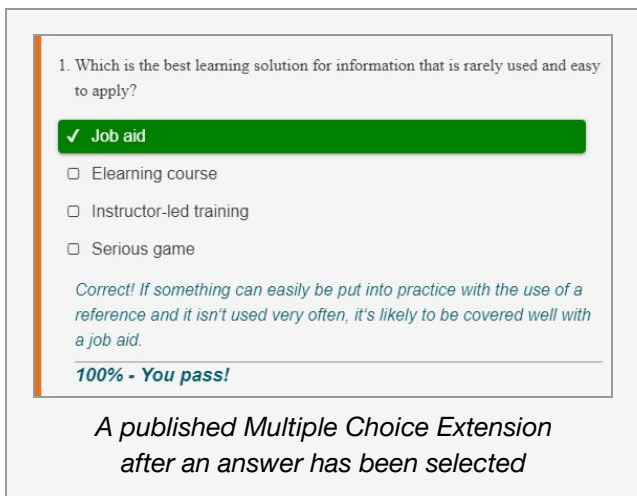 1. Which is the best learning solution for information that is rarely used and easy
to apply?
✓ Job aid
Elearning course
Instructor-led training
Serious game
Correct! If something can easily be put into practice with the use of a
reference and it isn't used very often, it's likely to be covered well with
a job aid.
100% - You pass!
A published Multiple Choice Extension
after an answer has been selected